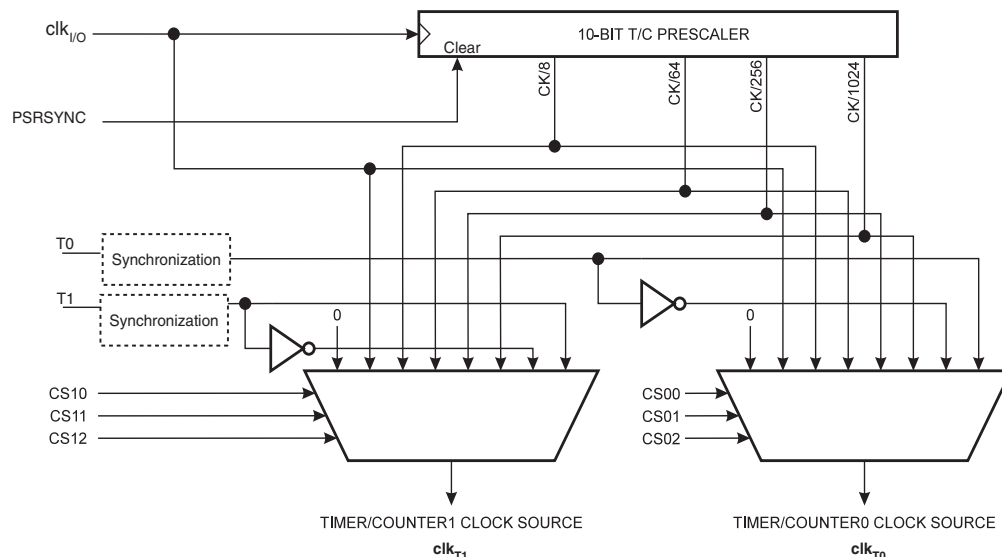 clkI/O
10-BIT T/C PRESCALER
Clear
CK/8
CK/64
CK/256
CK/1024
PSRSYNC
T0
Synchronization
T1
Synchronization
0
0
CS10
CS11
CS12
CS00
CS01
CS02
TIMER/COUNTER1 CLOCK SOURCE
clkT1
TIMER/COUNTER0 CLOCK SOURCE
clkT0